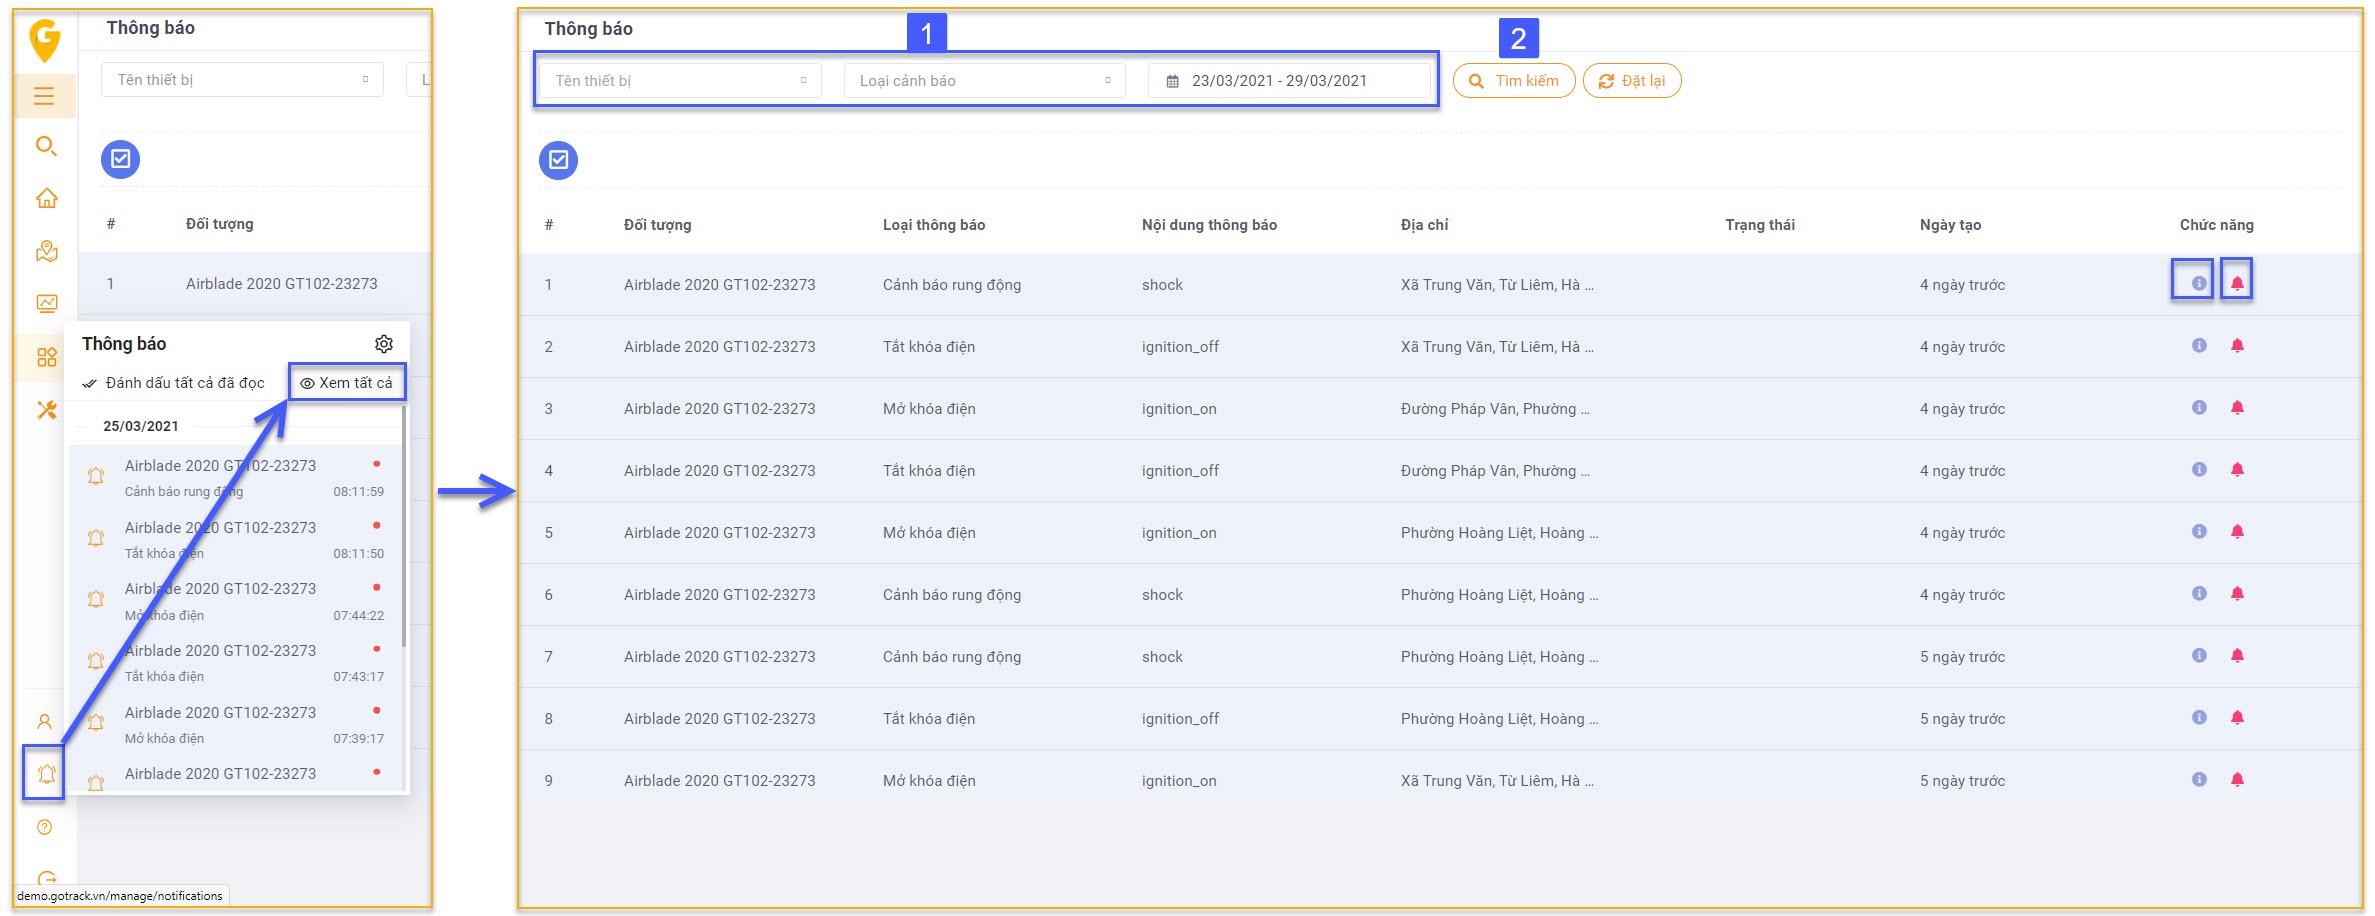 G
Thông báo
Tên thiết bị
L
# Đối tượng
1 Airblade 2020 GT102-23273
Thông báo
Đánh dấu tất cả đã đọc Xem tất cả
25/03/2021
Airblade 2020 GT102-23273
Cảnh báo rung động 08:11:59
Airblade 2020 GT102-23273
Tắt khóa điện 08:11:50
Airblade 2020 GT102-23273
Mở khóa điện 07:44:22
Airblade 2020 GT102-23273
Tắt khóa điện 07:43:17
Airblade 2020 GT102-23273
Mở khóa điện 07:39:17
Airblade 2020 GT102-23273
demo.gotrack.vn/manage/notifications
Thông báo
1
2
Tên thiết bị Loại cảnh báo 23/03/2021 - 29/03/2021 Tìm kiếm Đặt lại
# Đối tượng Loại thông báo Nội dung thông báo Địa chỉ Trạng thái Ngày tạo Chức năng
1 Airblade 2020 GT102-23273 Cảnh báo rung động shock Xã Trung Văn, Từ Liêm, Hà ... 4 ngày trước
2 Airblade 2020 GT102-23273 Tắt khóa điện ignition_off Xã Trung Văn, Từ Liêm, Hà ... 4 ngày trước
3 Airblade 2020 GT102-23273 Mở khóa điện ignition_on Đường Pháp Vân, Phường ... 4 ngày trước
4 Airblade 2020 GT102-23273 Tắt khóa điện ignition_off Đường Pháp Vân, Phường ... 4 ngày trước
5 Airblade 2020 GT102-23273 Mở khóa điện ignition_on Phường Hoàng Liệt, Hoàng ... 4 ngày trước
6 Airblade 2020 GT102-23273 Cảnh báo rung động shock Phường Hoàng Liệt, Hoàng ... 4 ngày trước
7 Airblade 2020 GT102-23273 Cảnh báo rung động shock Phường Hoàng Liệt, Hoàng ... 5 ngày trước
8 Airblade 2020 GT102-23273 Tắt khóa điện ignition_off Phường Hoàng Liệt, Hoàng ... 5 ngày trước
9 Airblade 2020 GT102-23273 Mở khóa điện ignition_on Xã Trung Văn, Từ Liêm, Hà ... 5 ngày trước